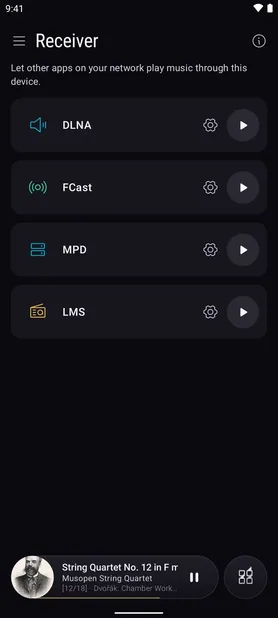 9:41
Receiver
Let other apps on your network play music through this
device.
DLNA
FCast
MPD
LMS
String Quartet No. 12 in F m
Musopen String Quartet
[12/18] · Dvořák: Chamber Work...